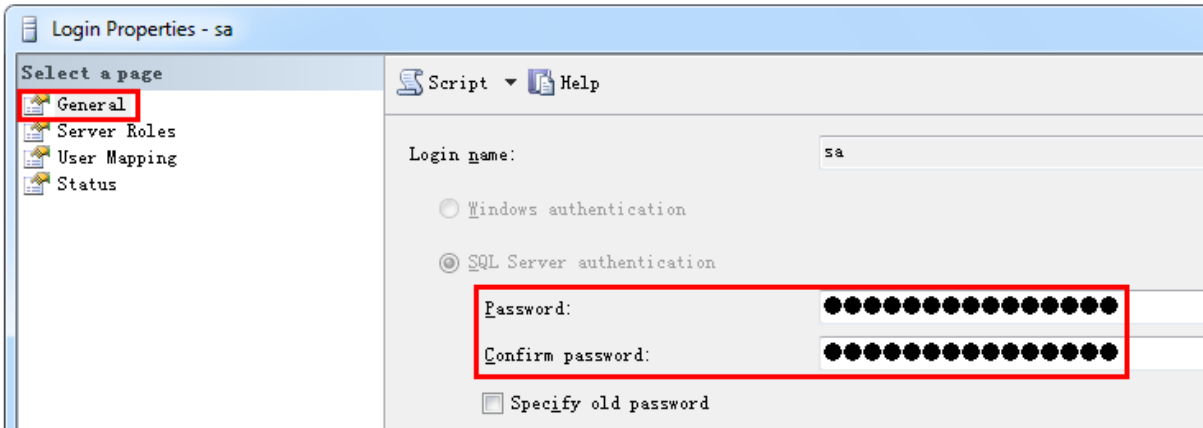 Login Properties - sa
Select a page
General
Server Roles
User Mapping
Status
Script Help
Login name: sa
Windows authentication
SQL Server authentication
Password: ●●●●●●●●●●●●●●●
Confirm password: ●●●●●●●●●●●●●●●
Specify old password